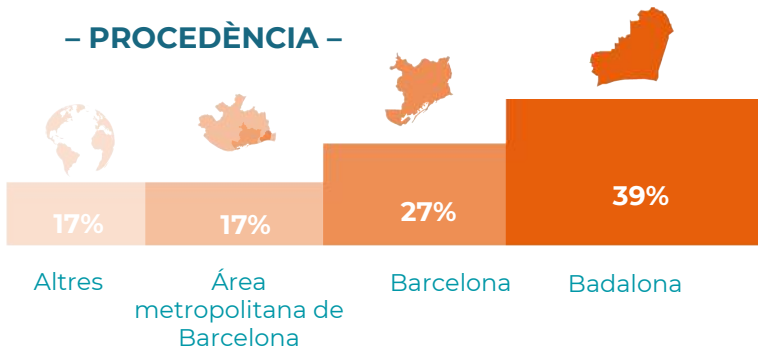 – PROCEDÈNCIA –
17%
17%
27%
39%
Altres
Área
metropolitana de
Barcelona
Barcelona
Badalona